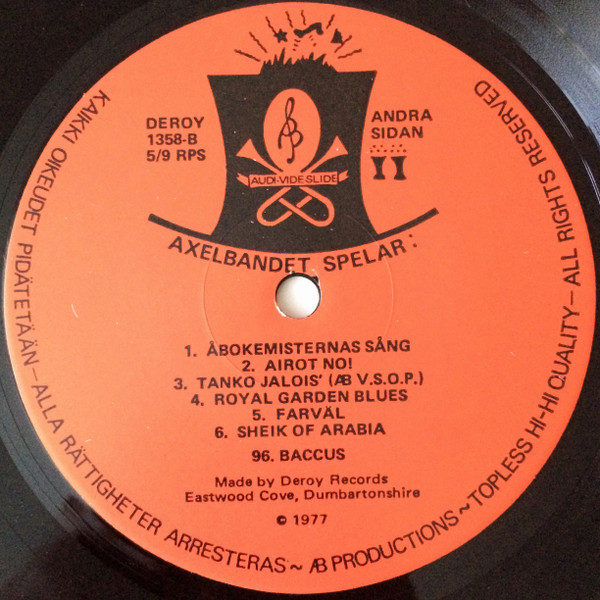 DEROY
1358-B
5/9 RPS
ANDRA
SIDAN
II
AB
AUDI-VIDE-SLIDE
AXELBANDET SPELAR:
1. ÅBOKEMISTERNAS SÅNG
2. AIROT NO!
3. TANKO JALOIS' (ÆB V.S.O.P.)
4. ROYAL GARDEN BLUES
5. FARVÄL
6. SHEIK OF ARABIA
96. BACCUS
Made by Deroy Records
Eastwood Cove, Dumbartonshire
© 1977
KAIKKI OIKEUDET PIDÄTETÄÄN — ALLA RÄTTIGHETER ARRESTERAS ~ ÆB PRODUCTIONS ~ TOPLESS HI-HI QUALITY — ALL RIGHTS RESERVED